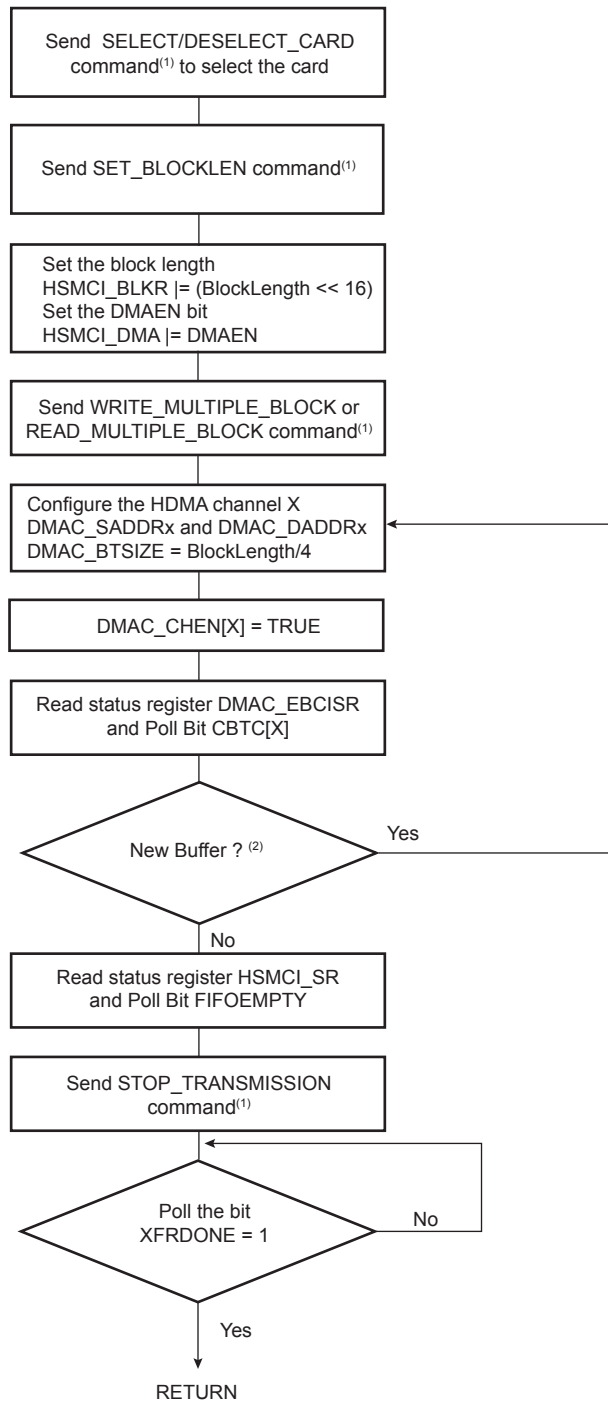 Send SELECT/DESELECT_CARD
command(1) to select the card
Send SET_BLOCKLEN command(1)
Set the block length
HSMCI_BLKR |= (BlockLength << 16)
Set the DMAEN bit
HSMCI_DMA |= DMAEN
Send WRITE_MULTIPLE_BLOCK or
READ_MULTIPLE_BLOCK command(1)
Configure the HDMA channel X
DMAC_SADDRx and DMAC_DADDRx
DMAC_BTSIZE = BlockLength/4
DMAC_CHEN[X] = TRUE
Read status register DMAC_EBCISR
and Poll Bit CBTC[X]
New Buffer ? (2)
Yes
No
Read status register HSMCI_SR
and Poll Bit FIFOEMPTY
Send STOP_TRANSMISSION
command(1)
Poll the bit
XFRDONE = 1
No
Yes
RETURN